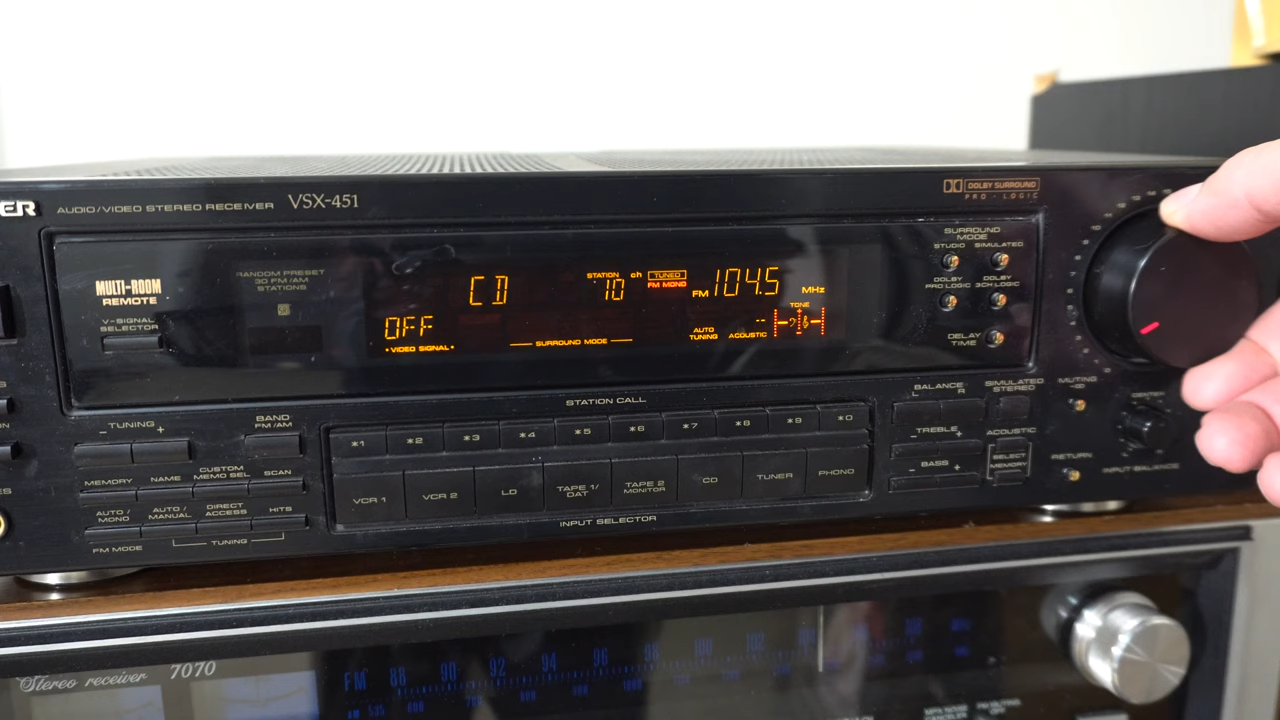 ER AUDIO/VIDEO STEREO RECEIVER VSX-451
DOLBY SURROUND
PRO · LOGIC
MULTI-ROOM
REMOTE
V-SIGNAL
SELECTOR
RANDOM PRESET
30 FM/AM
STATIONS
CD
STATION ch TUNED
FM MONO
10
FM 104.5 MHz
OFF
• VIDEO SIGNAL •
SURROUND MODE
AUTO
TUNING
ACOUSTIC
--
TONE
SURROUND
MODE
STUDIO SIMULATED
DOLBY
PRO LOGIC
DOLBY
3CH LOGIC
DELAY
TIME
STATION CALL
- TUNING +
BAND
FM/AM
*1 *2 *3 *4 *5 *6 *7 *8 *9 *0
MEMORY NAME CUSTOM
MEMO SEL SCAN
AUTO /
MONO
AUTO /
MANUAL
DIRECT
ACCESS
HITS
FM MODE
TUNING
VCR 1 VCR 2 LD TAPE 1/
DAT TAPE 2
MONITOR CD TUNER PHONO
INPUT SELECTOR
BALANCE
L R
SIMULATED
STEREO
- TREBLE +
ACOUSTIC
SELECT
MEMORY
- BASS +
MUTING
CENTER
RETURN
INPUT BALANCE
Stereo receiver 7070
FM 88 90 92 94 96 98 100 102